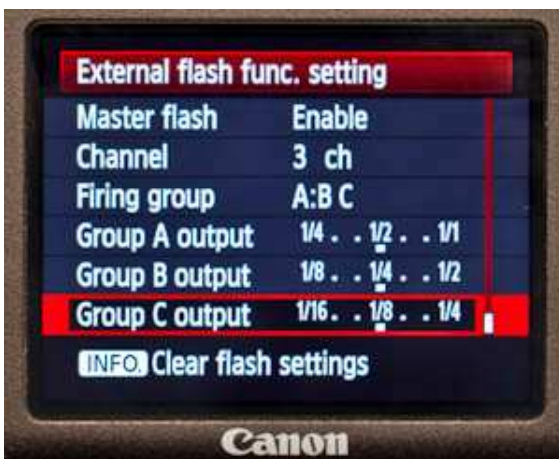 External flash func. setting
Master flash Enable
Channel 3 ch
Firing group A:B C
Group A output 1/4 . . 1/2 . . 1/1
Group B output 1/8 . . 1/4 . . 1/2
Group C output 1/16 . . 1/8 . . 1/4
INFO. Clear flash settings
Canon